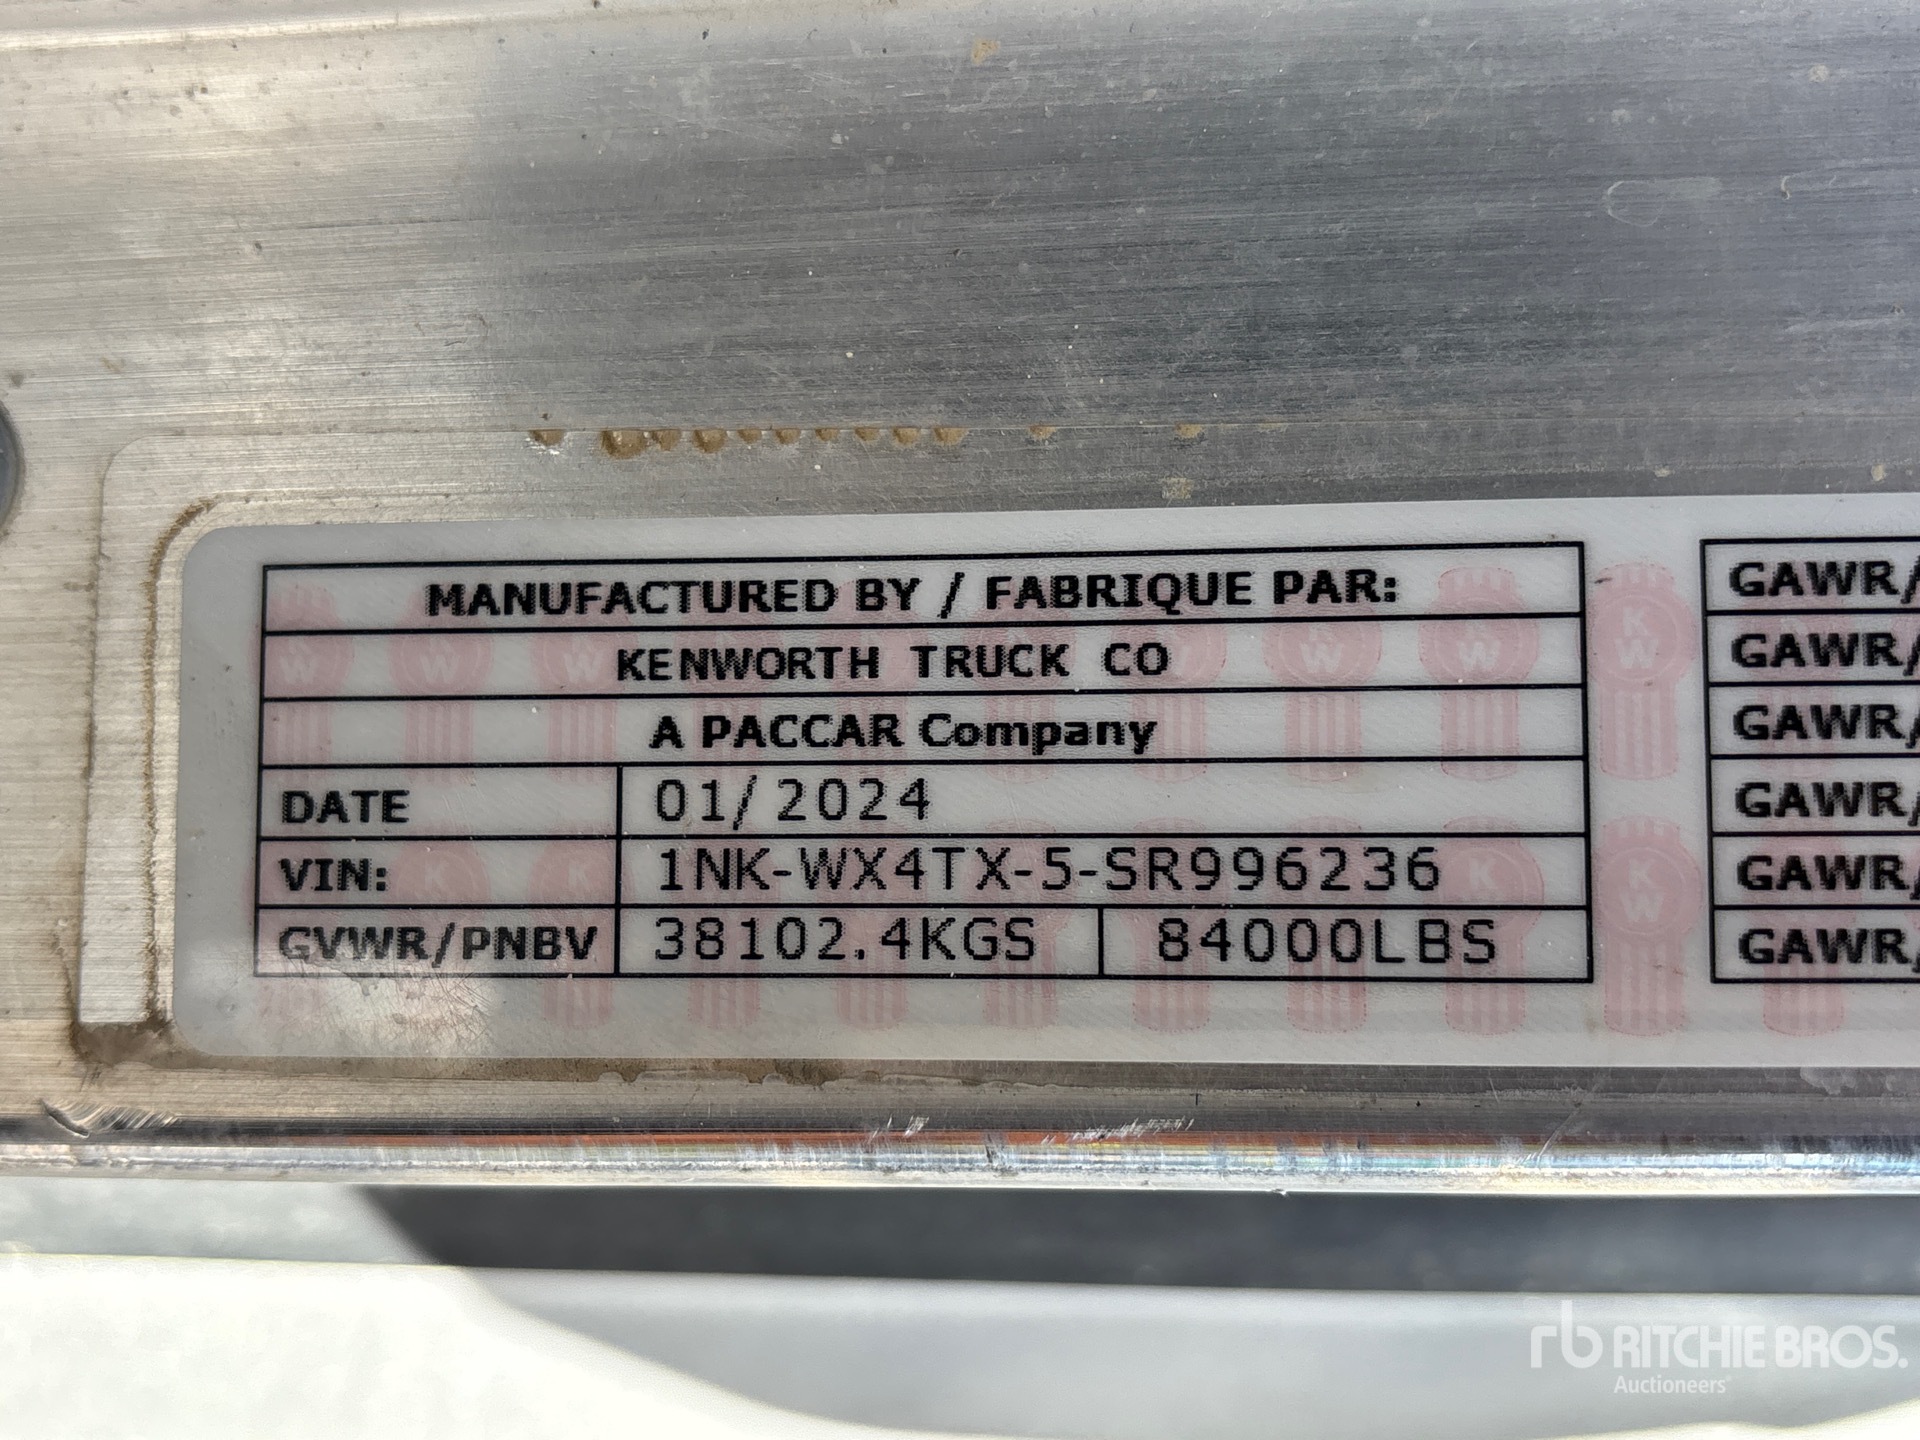 MANUFACTURED BY / FABRIQUE PAR:
KENWORTH TRUCK CO
A PACCAR Company
DATE 01/2024
VIN: 1NK-WX4TX-5-SR996236
GVWR/PNBV 38102.4KGS 84000LBS
GAWR/
GAWR/
GAWR/
GAWR/
GAWR/
GAWR/
rb RITCHIE BROS.
Auctioneers